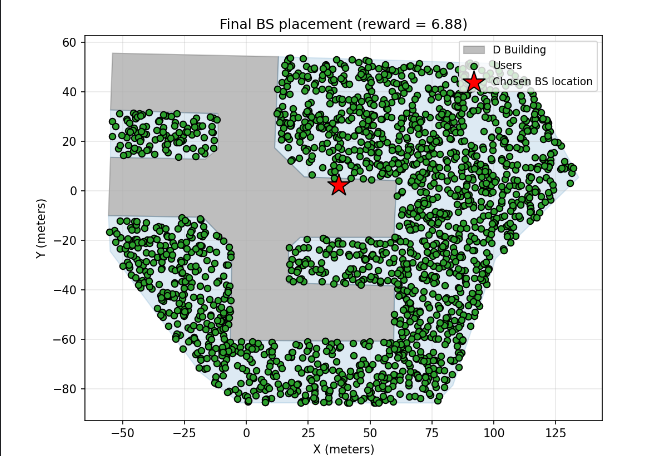 Final BS placement (reward = 6.88)
D Building
Users
Chosen BS location
60
40
20
0
−20
−40
−60
−80
Y (meters)
−50
−25
0
25
50
75
100
125
X (meters)